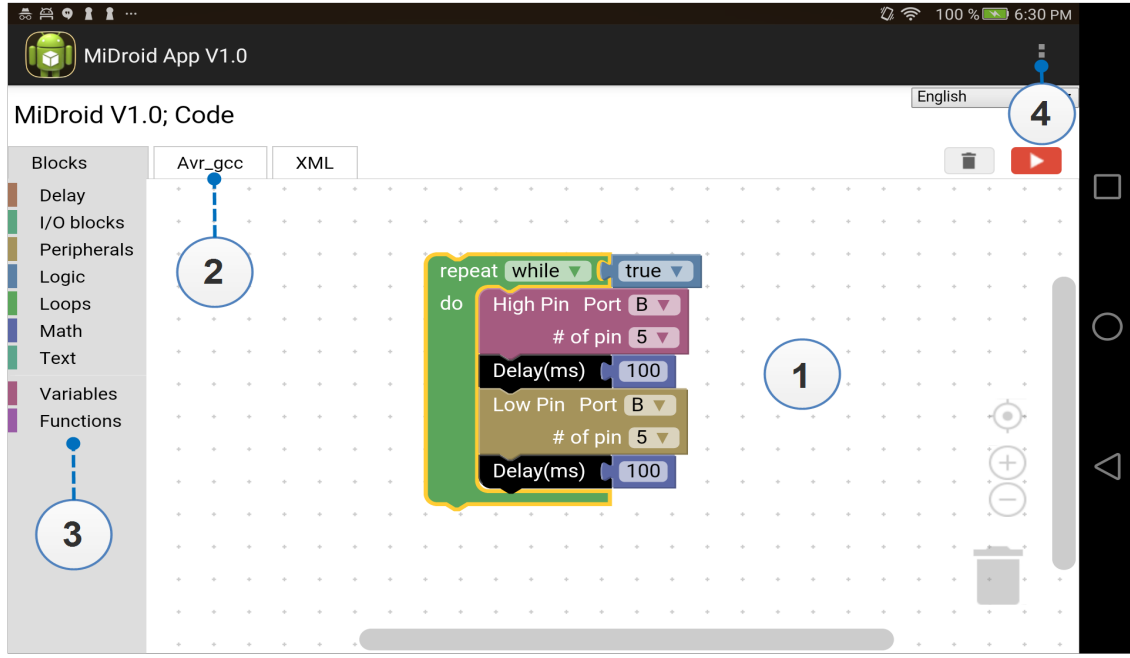 100 % 6:30 PM
MiDroid App V1.0
English
4
MiDroid V1.0; Code
Blocks Avr_gcc XML
Delay
I/O blocks
Peripherals
Logic
Loops
Math
Text
Variables
Functions
2
3
repeat while true
do High Pin Port B
# of pin 5
Delay(ms) 100
Low Pin Port B
# of pin 5
Delay(ms) 100
1